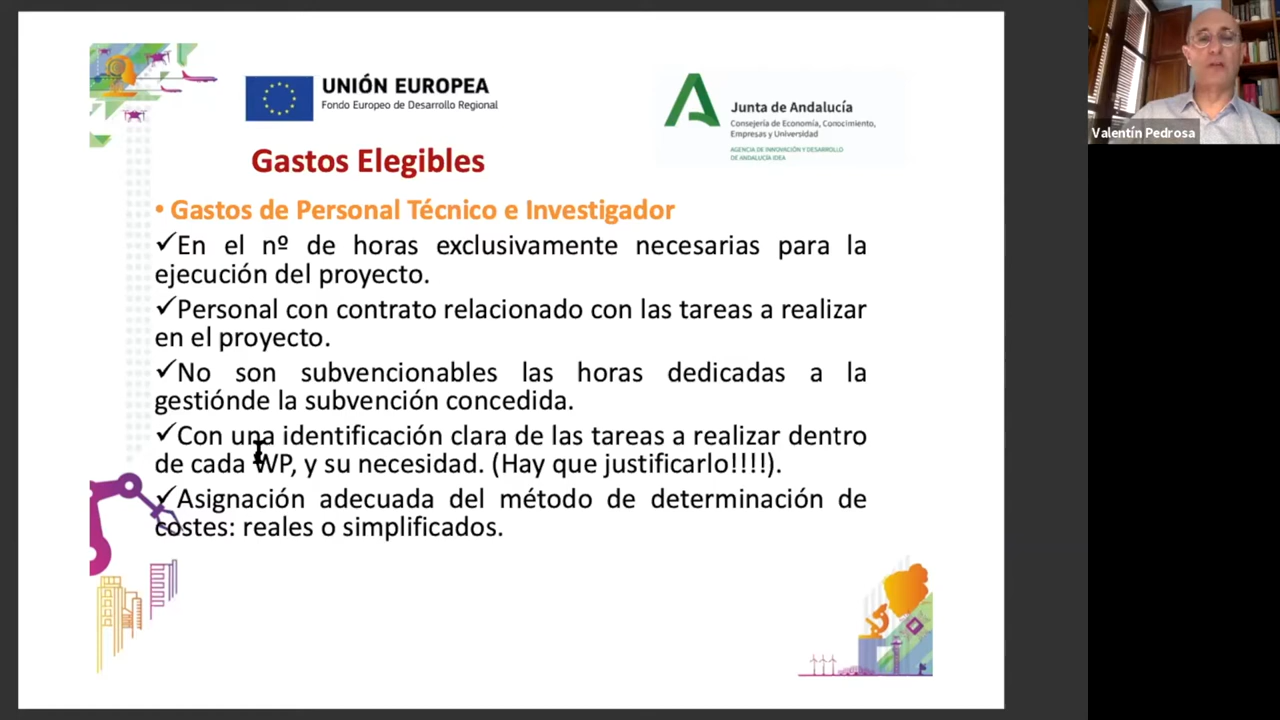 UNIÓN EUROPEA
Fondo Europeo de Desarrollo Regional
Junta de Andalucía
Consejería de Economía, Conocimiento,
Empresas y Universidad
AGENCIA DE INNOVACIÓN Y DESARROLLO
DE ANDALUCÍA IDEA
Valentín Pedrosa
Gastos Elegibles
• Gastos de Personal Técnico e Investigador
✓En el nº de horas exclusivamente necesarias para la
ejecución del proyecto.
✓Personal con contrato relacionado con las tareas a realizar
en el proyecto.
✓No son subvencionables las horas dedicadas a la
gestiónde la subvención concedida.
✓Con una identificación clara de las tareas a realizar dentro
de cada WP, y su necesidad. (Hay que justificarlo!!!!).
✓Asignación adecuada del método de determinación de
costes: reales o simplificados.